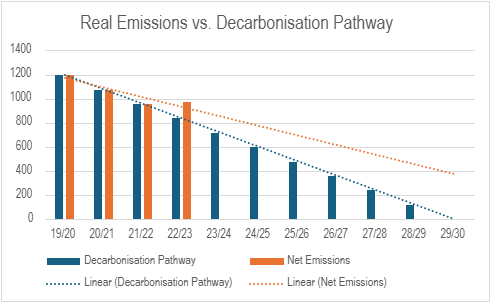 Real Emissions vs. Decarbonisation Pathway
1400
1200
1000
800
600
400
200
0
19/20 20/21 21/22 22/23 23/24 24/25 25/26 26/27 27/28 28/29 29/30
Decarbonisation Pathway Net Emissions
Linear (Decarbonisation Pathway) Linear (Net Emissions)